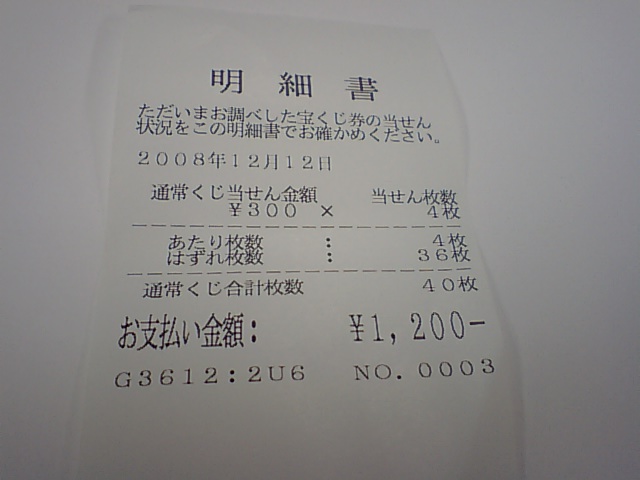 明細書
ただいまお調べした宝くじ券の当せん
状況をこの明細書でお確かめください。
2008年12月12日
通常くじ当せん金額 当せん枚数
¥300 × 4枚
あたり枚数 : 4枚
はずれ枚数 : 36枚
通常くじ合計枚数 40枚
お支払い金額: ¥1,200-
G3612:2U6 NO.0003